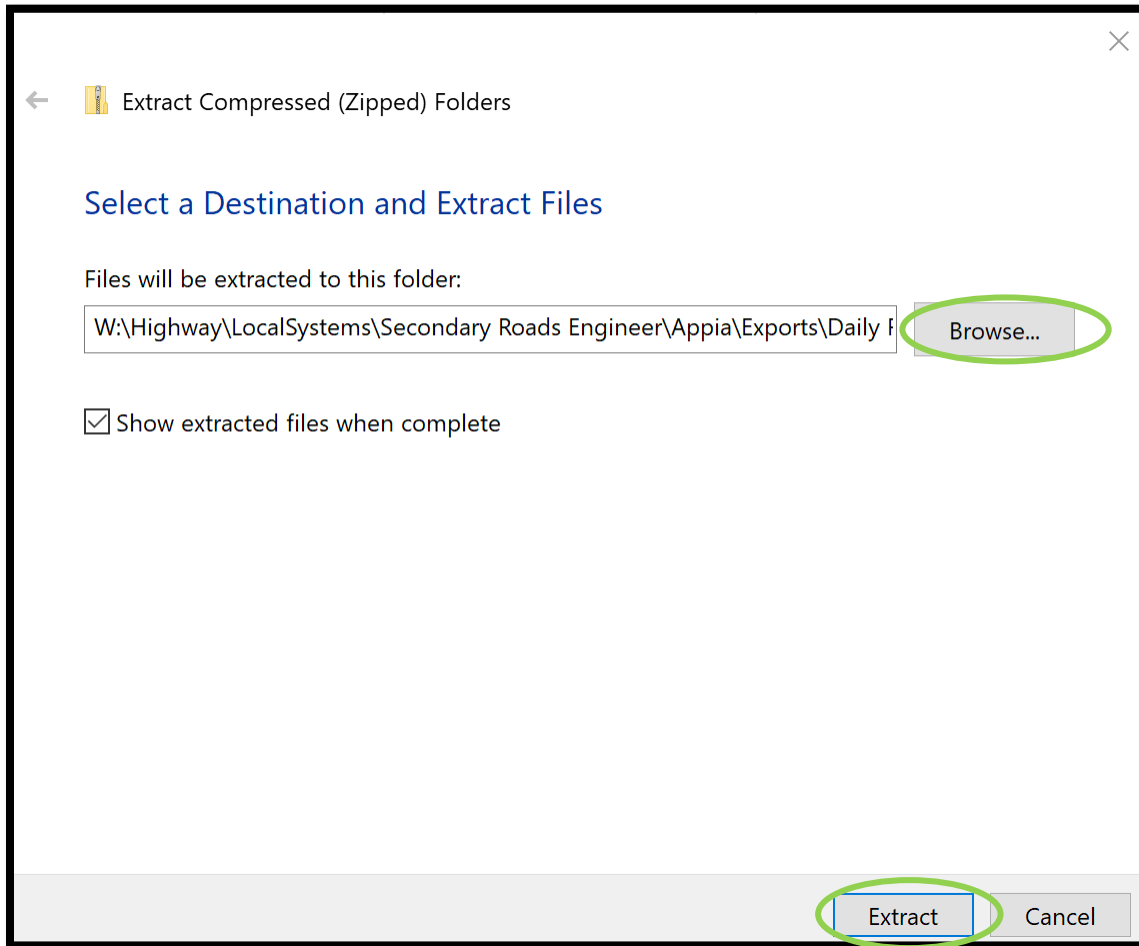 Extract Compressed (Zipped) Folders
Select a Destination and Extract Files
Files will be extracted to this folder:
W:\Highway\LocalSystems\Secondary Roads Engineer\Appia\Exports\Daily
Browse...
Show extracted files when complete
Extract
Cancel